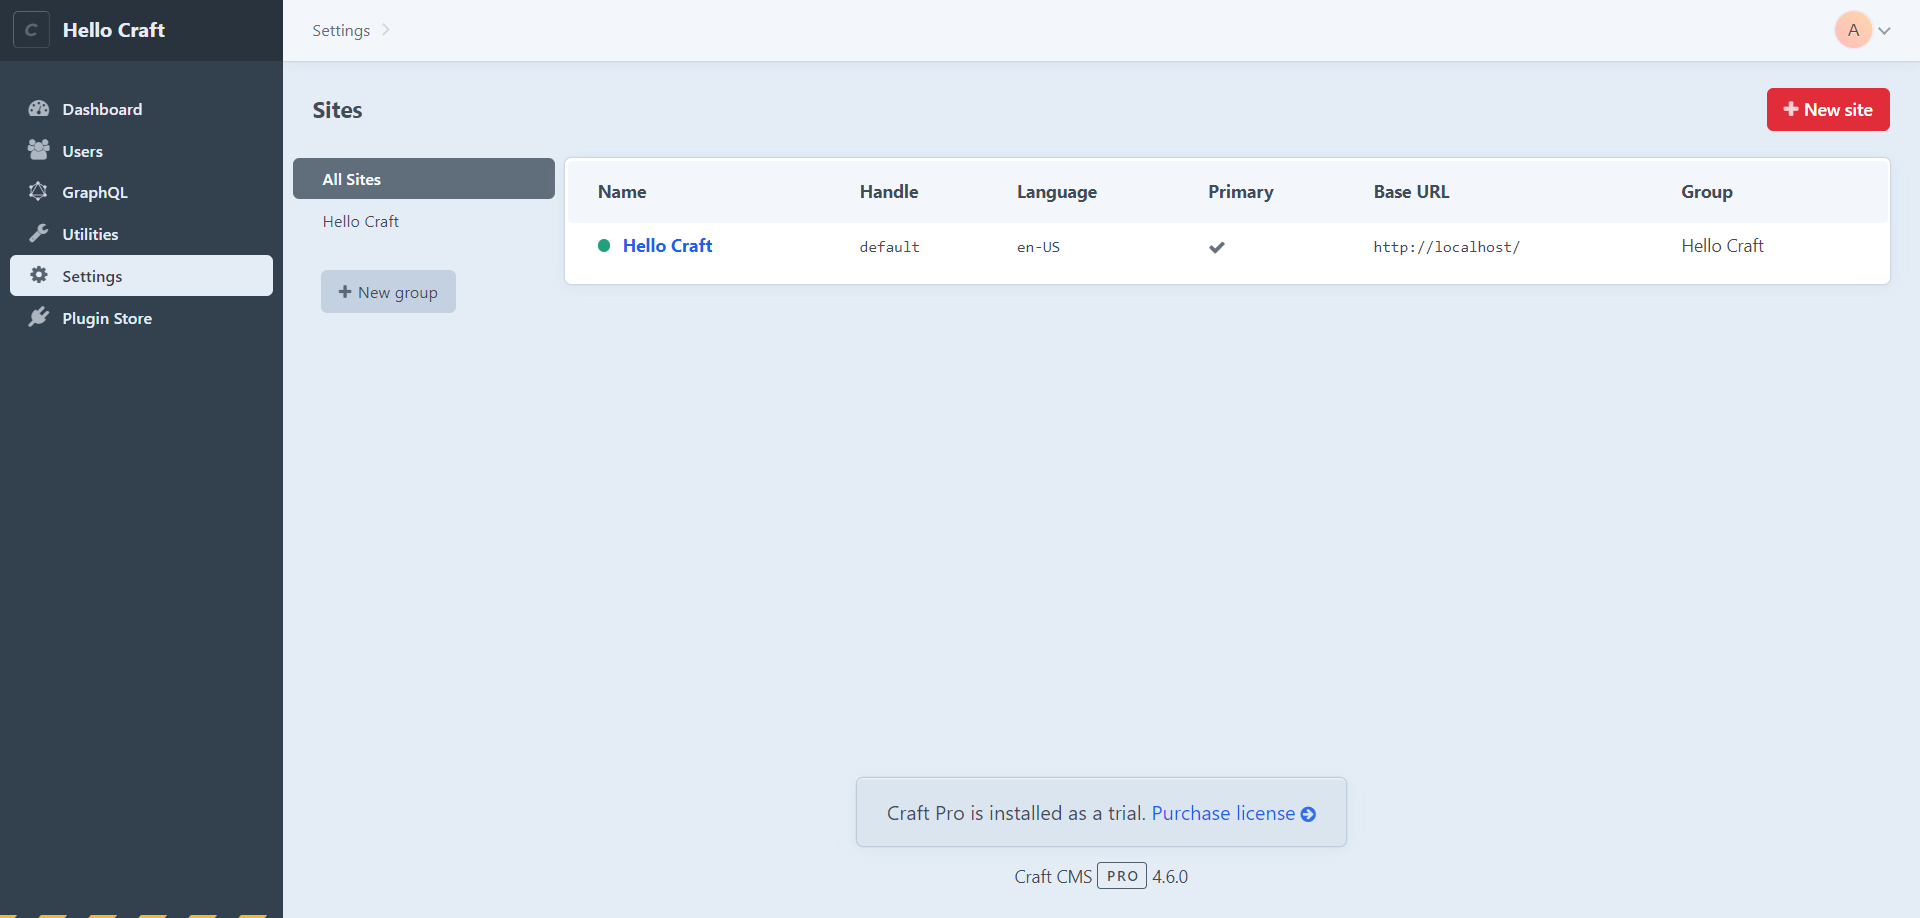 C Hello Craft
Settings
A
Dashboard
Users
GraphQL
Utilities
Settings
Plugin Store
Sites
New site
All Sites
Hello Craft
New group
Name Handle Language Primary Base URL Group
Hello Craft default en-US http://localhost/ Hello Craft
Craft Pro is installed as a trial. Purchase license
Craft CMS PRO 4.6.0